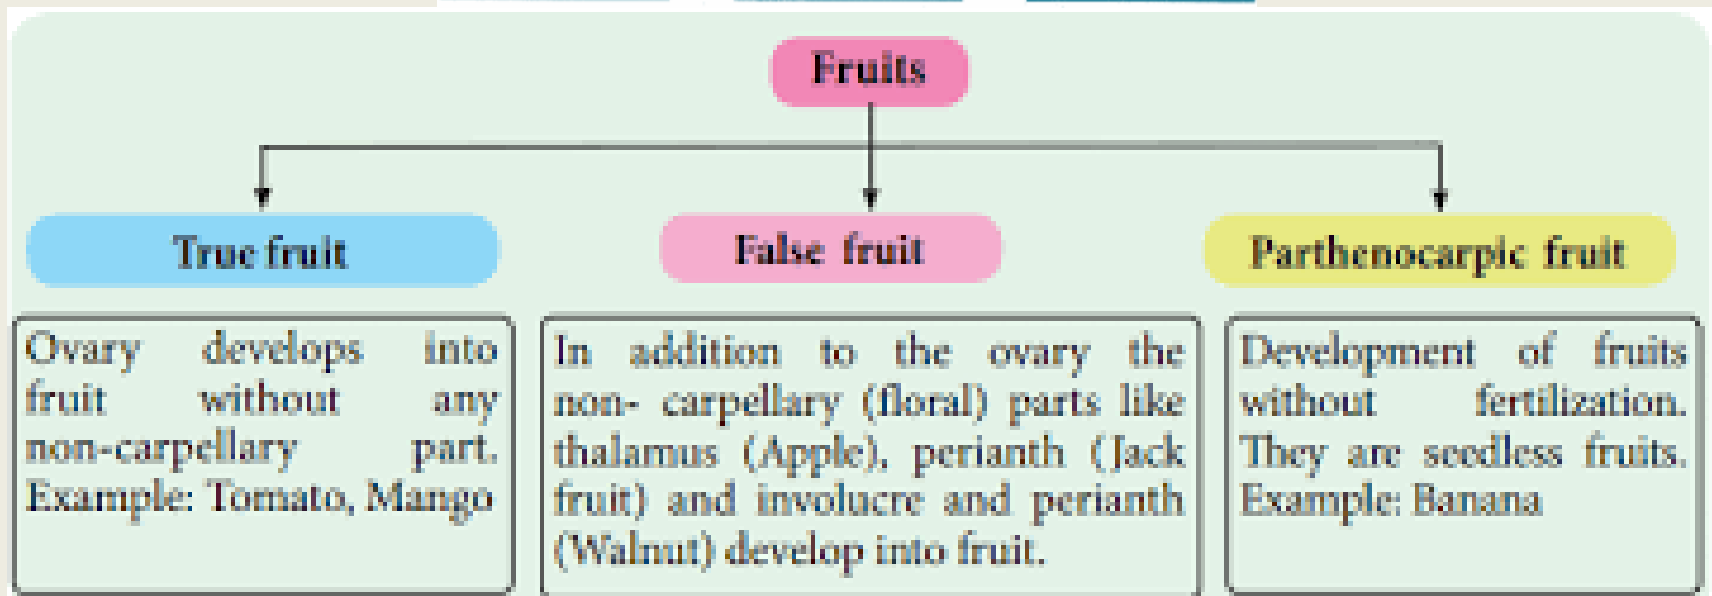 Fruits
True fruit
False fruit
Parthenocarpic fruit
Ovary develops into
fruit without any
non-carpellary part.
Example: Tomato, Mango
In addition to the ovary the
non- carpellary (floral) parts like
thalamus (Apple), perianth (Jack
fruit) and involucre and perianth
(Walnut) develop into fruit.
Development of fruits
without fertilization.
They are seedless fruits.
Example: Banana